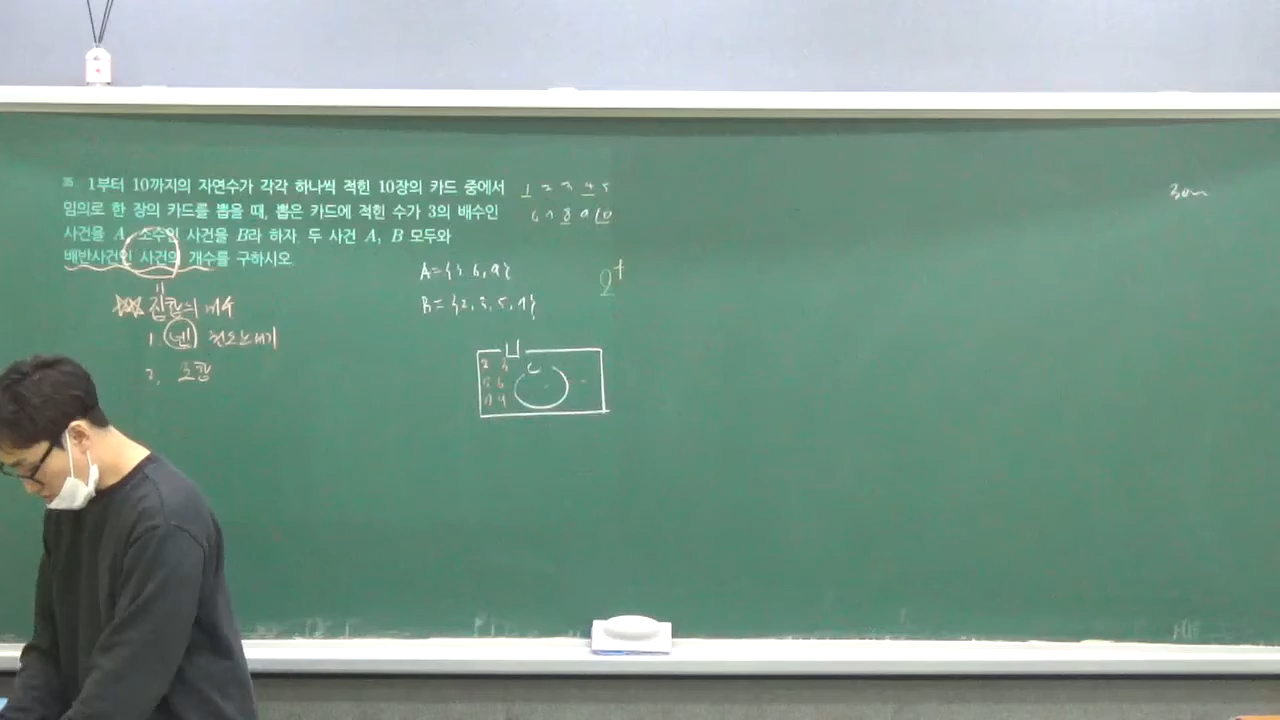 35 1부터 10까지의 자연수가 각각 하나씩 적힌 10장의 카드 중에서
임의로 한 장의 카드를 뽑을 때, 뽑은 카드에 적힌 수가 3의 배수인
사건을 A, 소수인 사건을 B라 하자. 두 사건 A, B 모두와
배반사건인 사건의 개수를 구하시오.
1 2 3 4 5
6 7 8 9 10
A={3, 6, 9}
B={2, 3, 5, 7}
집합의 개수
1. 벤
2,
U
C
2 3
5 6
7 9